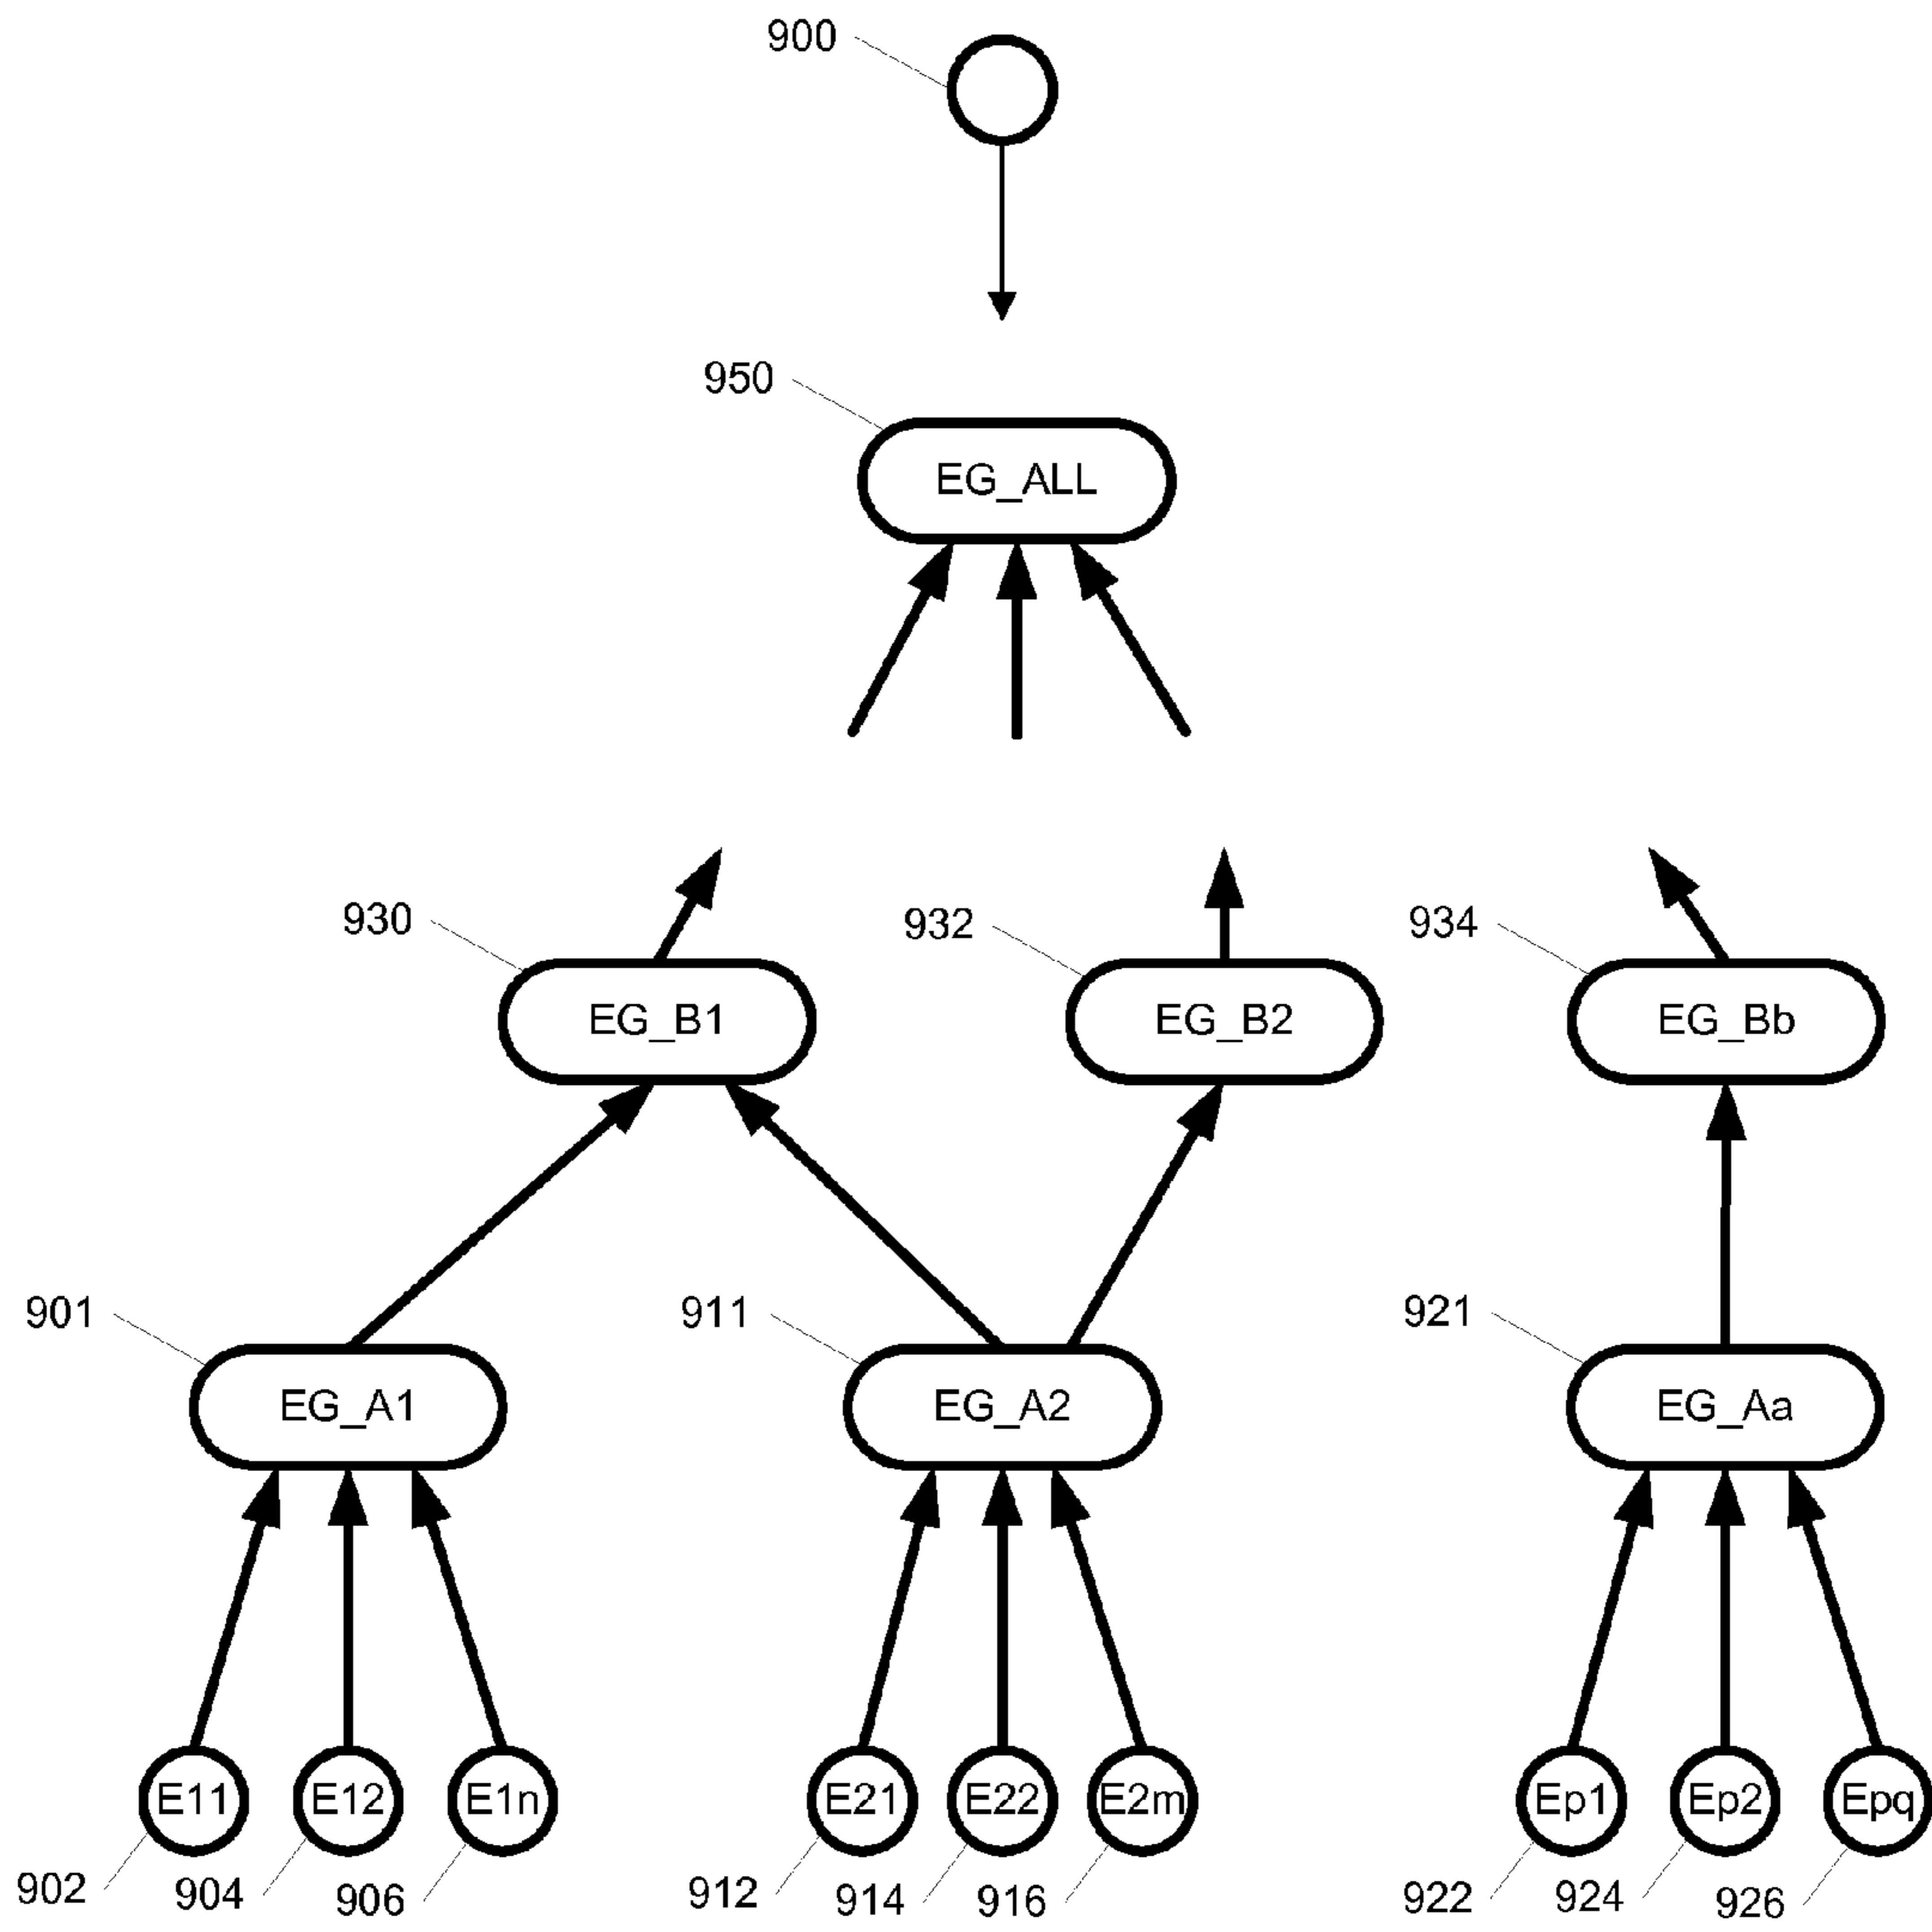 900
950
EG_ALL
930
932
934
EG_B1
EG_B2
EG_Bb
901
911
921
EG_A1
EG_A2
EG_Aa
E11
E12
E1n
E21
E22
E2m
Ep1
Ep2
Epq
902
904
906
912
914
916
922
924
926